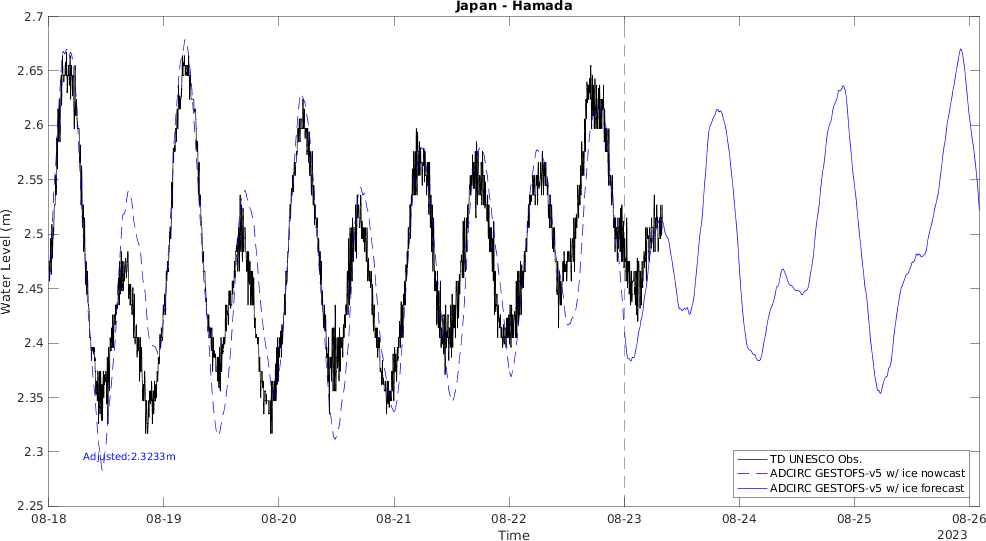 Japan - Hamada
2.7
2.65
2.6
2.55
2.5
2.45
2.4
2.35
2.3
2.25
Water Level (m)
Adjusted:2.3233m
TD UNESCO Obs.
ADCIRC GESTOFS-v5 w/ ice nowcast
ADCIRC GESTOFS-v5 w/ ice forecast
08-18 08-19 08-20 08-21 08-22 08-23 08-24 08-25 08-26
Time
2023